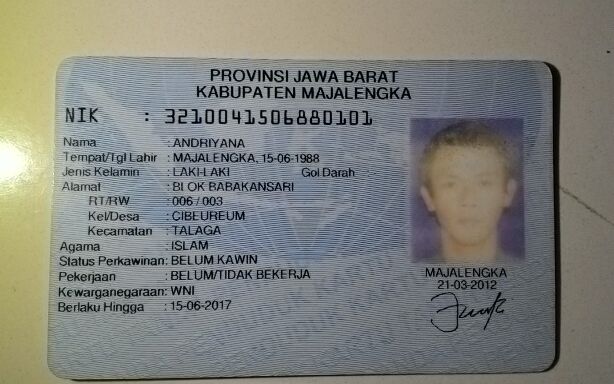 PROVINSI JAWA BARAT
KABUPATEN MAJALENGKA
NIK : 3210041506880101
Nama : ANDRIYANA
Tempat/Tgl Lahir : MAJALENGKA, 15-06-1988
Jenis Kelamin : LAKI-LAKI Gol Darah
Alamat : BLOK BABAKANSARI
RT/RW : 006 / 003
Kel/Desa : CIBEUREUM
Kecamatan : TALAGA
Agama : ISLAM
Status Perkawinan: BELUM KAWIN
Pekerjaan : BELUM/TIDAK BEKERJA
Kewarganegaraan: WNI
Berlaku Hingga : 15-06-2017
MAJALENGKA
21-03-2012